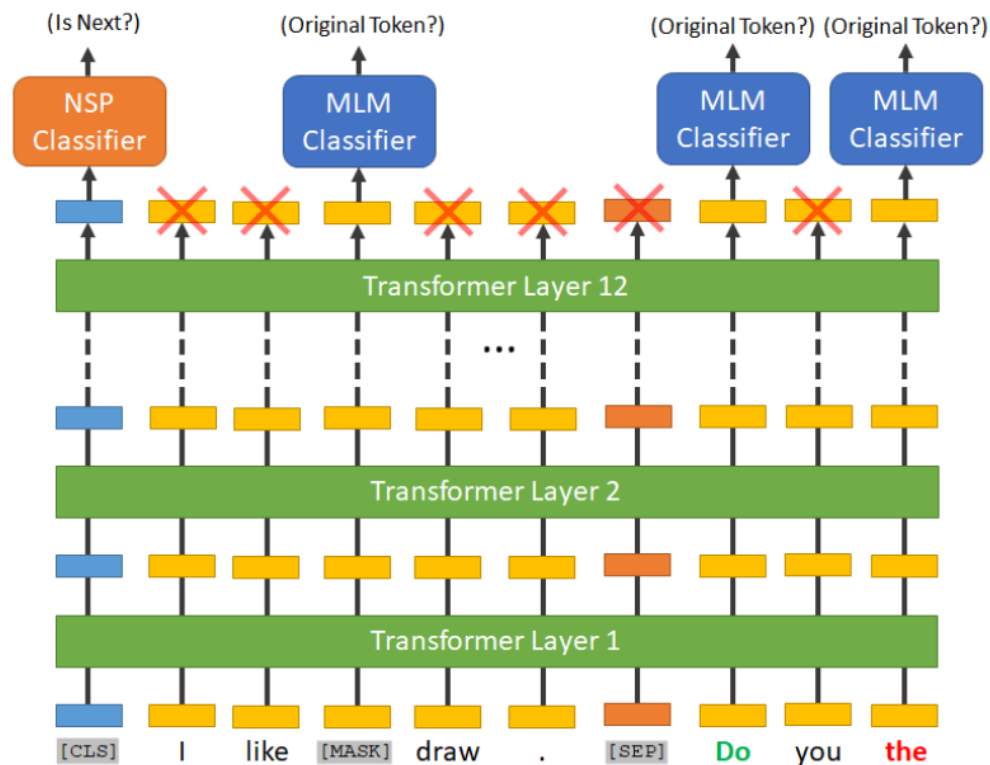 (Is Next?) (Original Token?) (Original Token?) (Original Token?)
NSP MLM MLM MLM
Classifier Classifier Classifier Classifier
Transformer Layer 12
...
Transformer Layer 2
Transformer Layer 1
[CLS] I like [MASK] draw . [SEP] Do you the